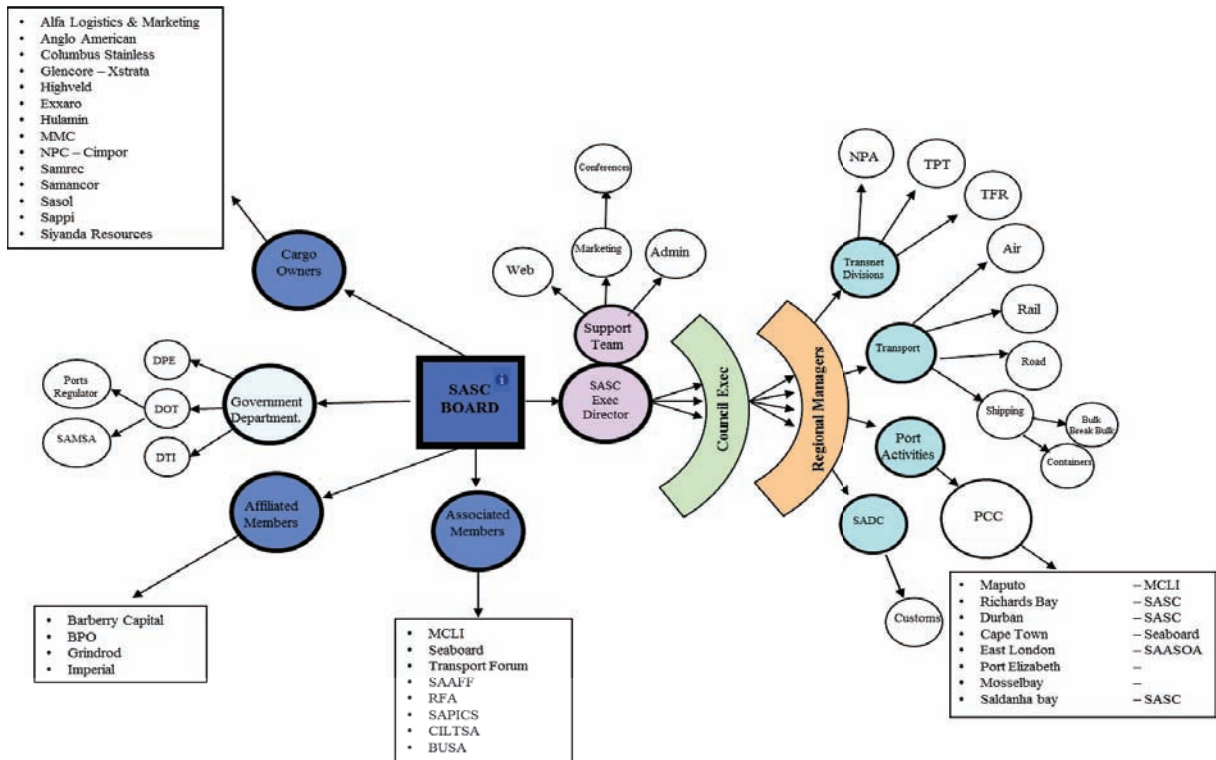 • Alfa Logistics & Marketing
• Anglo American
• Columbus Stainless
• Glencore – Xstrata
• Highveld
• Exxaro
• Hulamin
• MMC
• NPC – Cimpor
• Samrec
• Samancor
• Sasol
• Sappi
• Siyanda Resources
Cargo
Owners
DPE
Ports
Regulator
DOT
SAMSA
DTI
Government
Department.
SASC
BOARD
i
Affiliated
Members
Associated
Members
• Barberry Capital
• BPO
• Grindrod
• Imperial
• MCLI
• Seaboard
• Transport Forum
• SAAFF
• RFA
• SAPICS
• CILTSA
• BUSA
Conferences
Marketing
Web
Admin
Support
Team
SASC
Exec
Director
Council Exec
Regional Managers
NPA
TPT
TFR
Transnet
Divisions
Air
Rail
Transport
Road
Shipping
Bulk
Break Bulk
Containers
Port
Activities
SADC
PCC
Customs
• Maputo – MCLI
• Richards Bay – SASC
• Durban – SASC
• Cape Town – Seaboard
• East London – SAASOA
• Port Elizabeth –
• Mosselbay –
• Saldanha bay – SASC